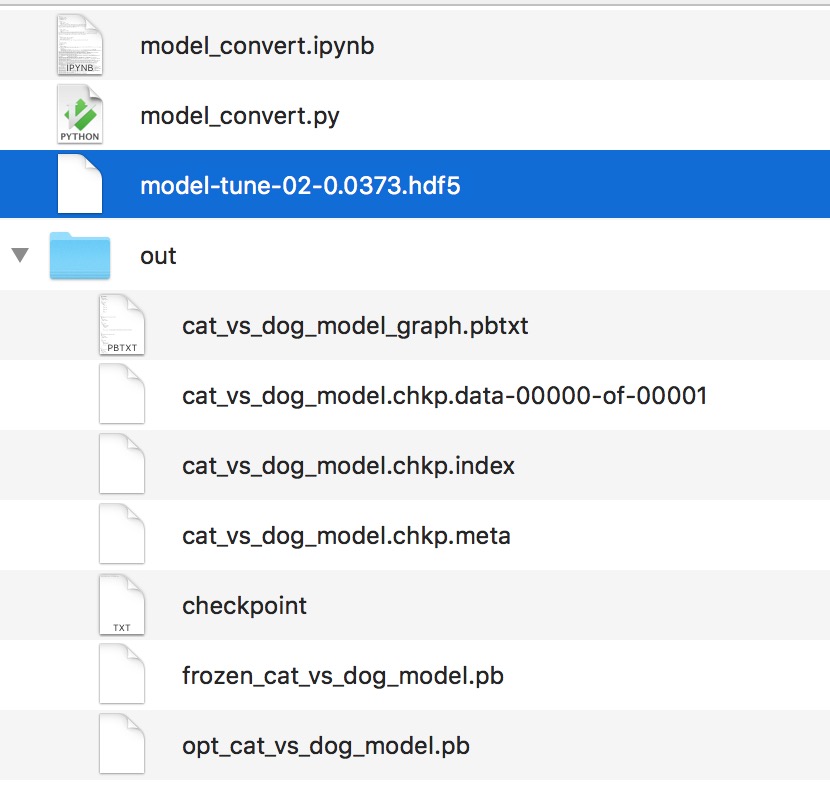 IPYNB
model_convert.ipynb
PYTHON
model_convert.py
model-tune-02-0.0373.hdf5
out
PBTXT
cat_vs_dog_model_graph.pbtxt
cat_vs_dog_model.chkp.data-00000-of-00001
cat_vs_dog_model.chkp.index
cat_vs_dog_model.chkp.meta
TXT
checkpoint
frozen_cat_vs_dog_model.pb
opt_cat_vs_dog_model.pb